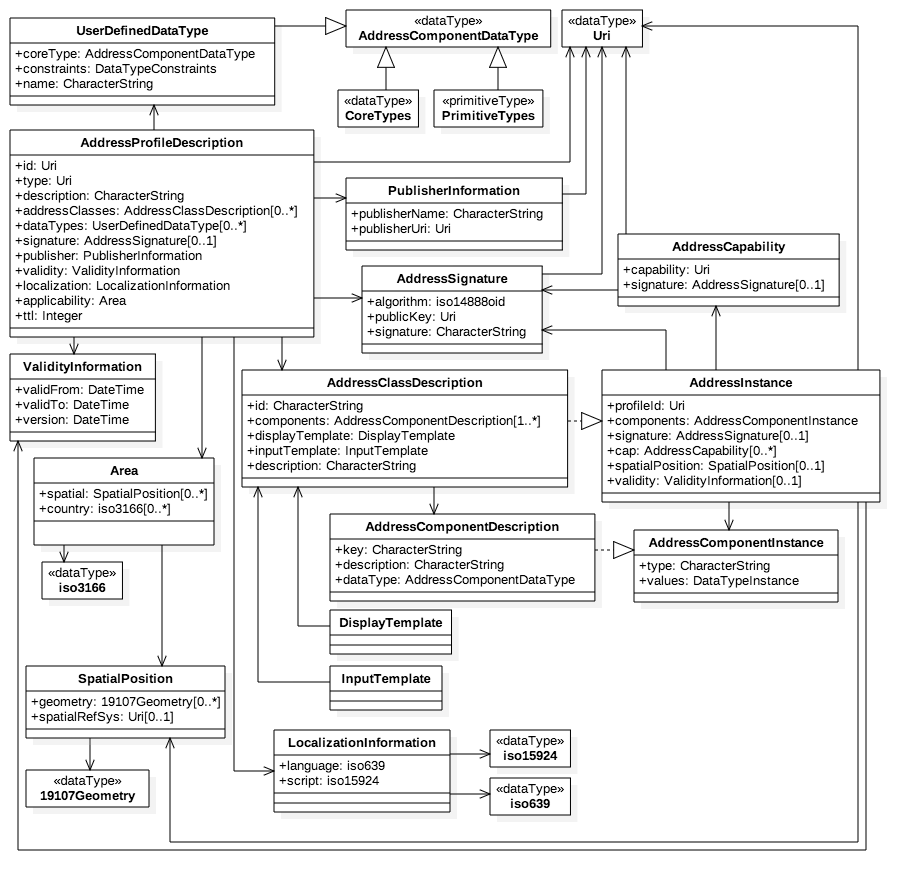 UserDefinedDataType
+coreType: AddressComponentDataType
+constraints: DataTypeConstraints
+name: CharacterString
«dataType»
AddressComponentDataType
«dataType»
Uri
«dataType»
CoreTypes
«primitiveType»
PrimitiveTypes
AddressProfileDescription
+id: Uri
+type: Uri
+description: CharacterString
+addressClasses: AddressClassDescription[0..*]
+dataTypes: UserDefinedDataType[0..*]
+signature: AddressSignature[0..1]
+publisher: PublisherInformation
+validity: ValidityInformation
+localization: LocalizationInformation
+applicability: Area
+ttl: Integer
PublisherInformation
+publisherName: CharacterString
+publisherUri: Uri
AddressCapability
+capability: Uri
+signature: AddressSignature[0..1]
AddressSignature
+algorithm: iso14888oid
+publicKey: Uri
+signature: CharacterString
ValidityInformation
+validFrom: DateTime
+validTo: DateTime
+version: DateTime
AddressClassDescription
+id: CharacterString
+components: AddressComponentDescription[1..*]
+displayTemplate: DisplayTemplate
+inputTemplate: InputTemplate
+description: CharacterString
AddressInstance
+profileId: Uri
+components: AddressComponentInstance
+signature: AddressSignature[0..1]
+cap: AddressCapability[0..*]
+spatialPosition: SpatialPosition[0..1]
+validity: ValidityInformation[0..1]
Area
+spatial: SpatialPosition[0..*]
+country: iso3166[0..*]
AddressComponentDescription
+key: CharacterString
+description: CharacterString
+dataType: AddressComponentDataType
AddressComponentInstance
+type: CharacterString
+values: DataTypeInstance
«dataType»
iso3166
DisplayTemplate
InputTemplate
SpatialPosition
+geometry: 19107Geometry[0..*]
+spatialRefSys: Uri[0..1]
LocalizationInformation
+language: iso639
+script: iso15924
«dataType»
iso15924
«dataType»
19107Geometry
«dataType»
iso639